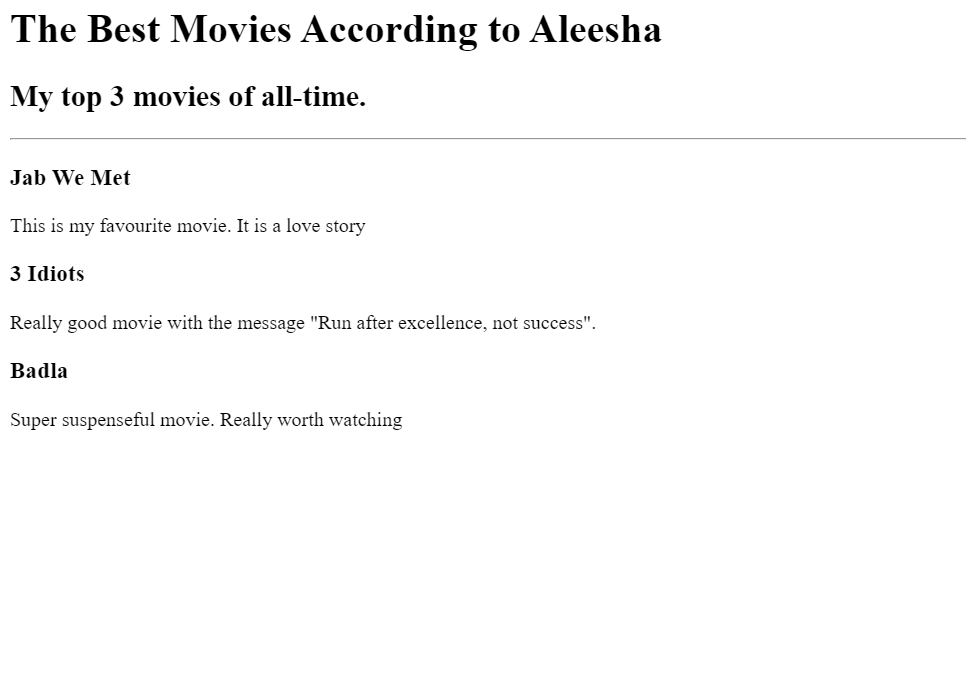 The Best Movies According to Aleesha
My top 3 movies of all-time.
Jab We Met
This is my favourite movie. It is a love story
3 Idiots
Really good movie with the message "Run after excellence, not success".
Badla
Super suspenseful movie. Really worth watching